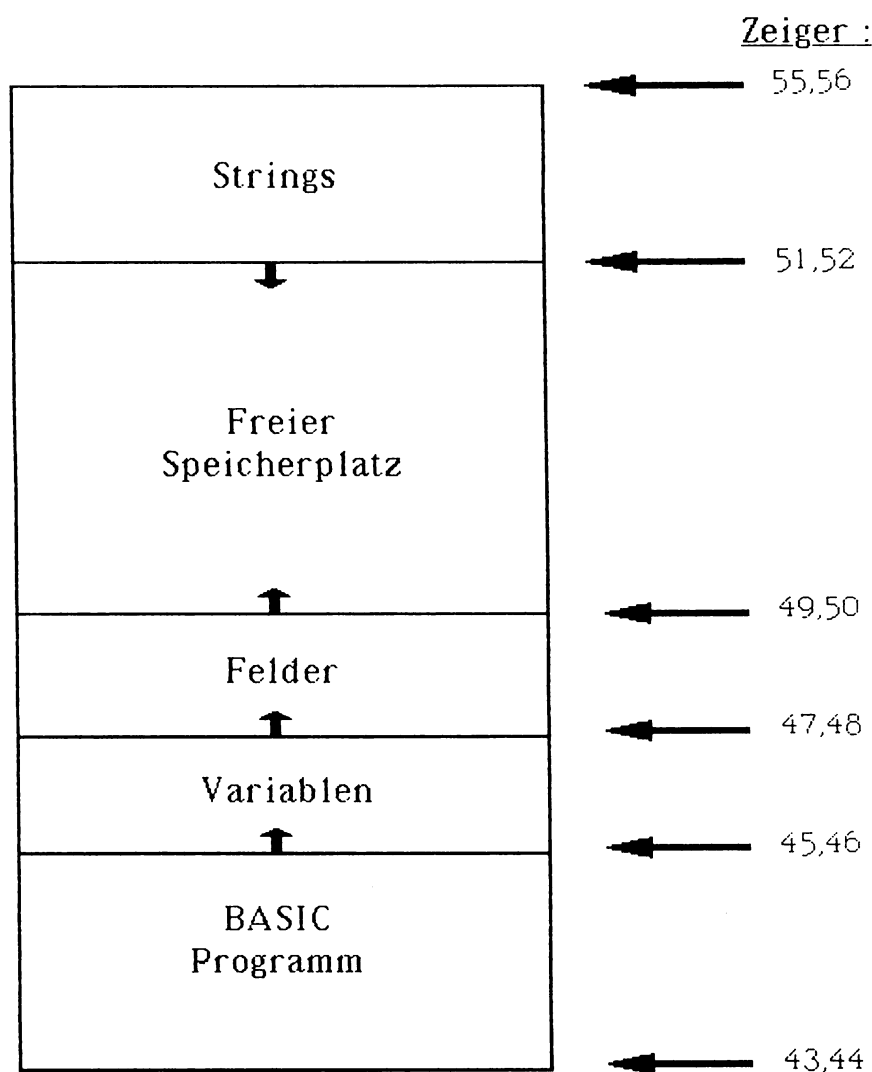 Zeiger :
55,56
Strings
51,52
Freier
Speicherplatz
49,50
Felder
47,48
Variablen
45,46
BASIC
Programm
43,44